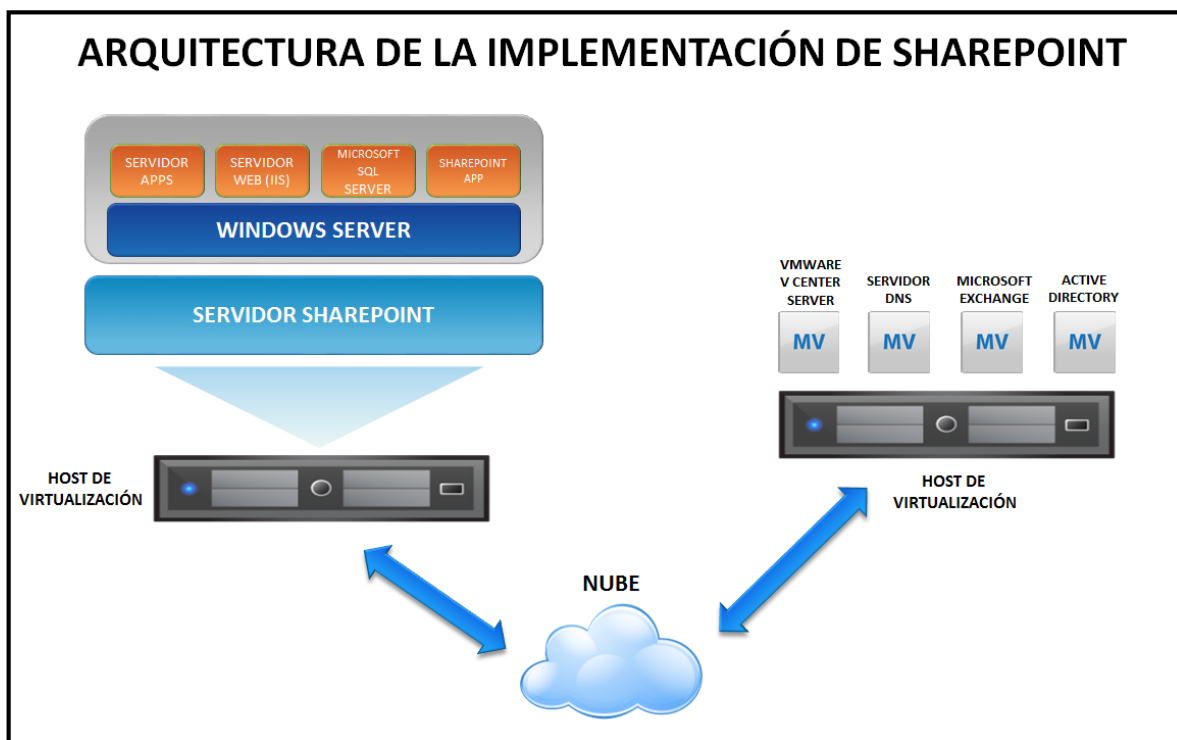 ARQUITECTURA DE LA IMPLEMENTACIÓN DE SHAREPOINT
SERVIDOR
APPS
SERVIDOR
WEB (IIS)
MICROSOFT
SQL
SERVER
SHAREPOINT
APP
WINDOWS SERVER
SERVIDOR SHAREPOINT
HOST DE
VIRTUALIZACIÓN
VMWARE
V CENTER
SERVER
SERVIDOR
DNS
MICROSOFT
EXCHANGE
ACTIVE
DIRECTORY
MV
MV
MV
MV
HOST DE
VIRTUALIZACIÓN
NUBE